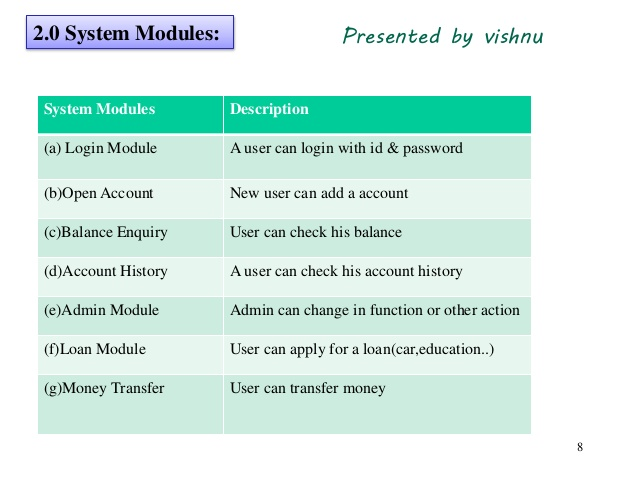 2.0 System Modules:
Presented by vishnu
System Modules Description
(a) Login Module A user can login with id & password
(b)Open Account New user can add a account
(c)Balance Enquiry User can check his balance
(d)Account History A user can check his account history
(e)Admin Module Admin can change in function or other action
(f)Loan Module User can apply for a loan(car,education..)
(g)Money Transfer User can transfer money
8